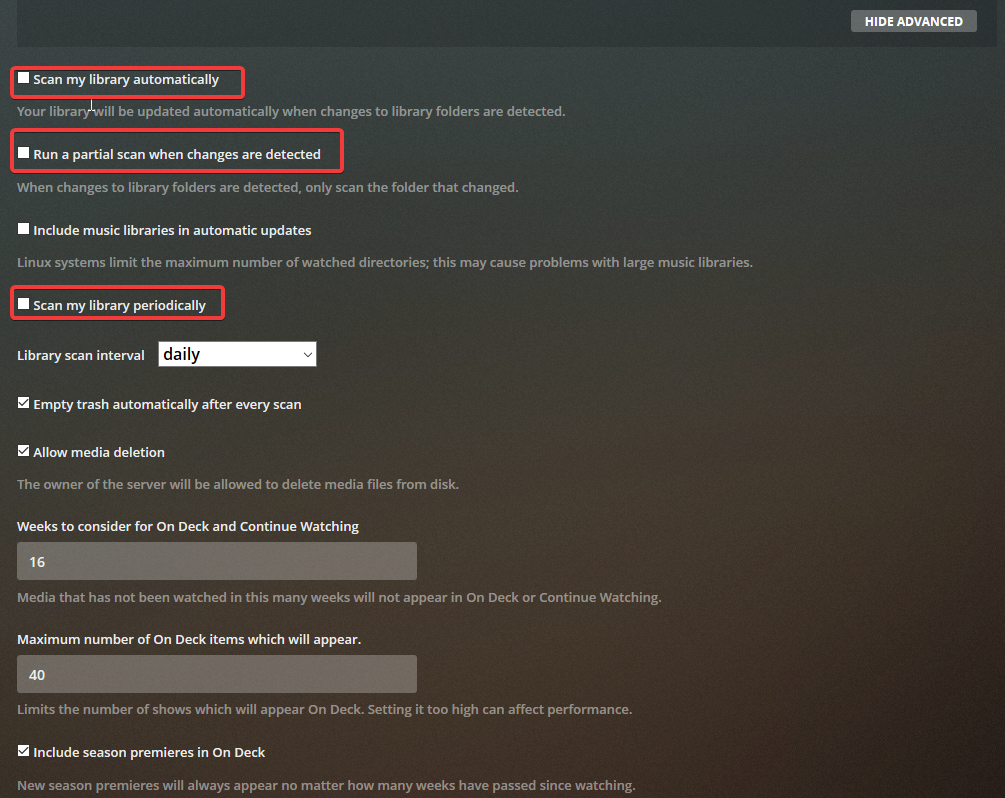 HIDE ADVANCED
Scan my library automatically
Your library will be updated automatically when changes to library folders are detected.
Run a partial scan when changes are detected
When changes to library folders are detected, only scan the folder that changed.
Include music libraries in automatic updates
Linux systems limit the maximum number of watched directories; this may cause problems with large music libraries.
Scan my library periodically
Library scan interval daily
Empty trash automatically after every scan
Allow media deletion
The owner of the server will be allowed to delete media files from disk.
Weeks to consider for On Deck and Continue Watching
16
Media that has not been watched in this many weeks will not appear in On Deck or Continue Watching.
Maximum number of On Deck items which will appear.
40
Limits the number of shows which will appear On Deck. Setting it too high can affect performance.
Include season premieres in On Deck
New season premieres will always appear no matter how many weeks have passed since watching.